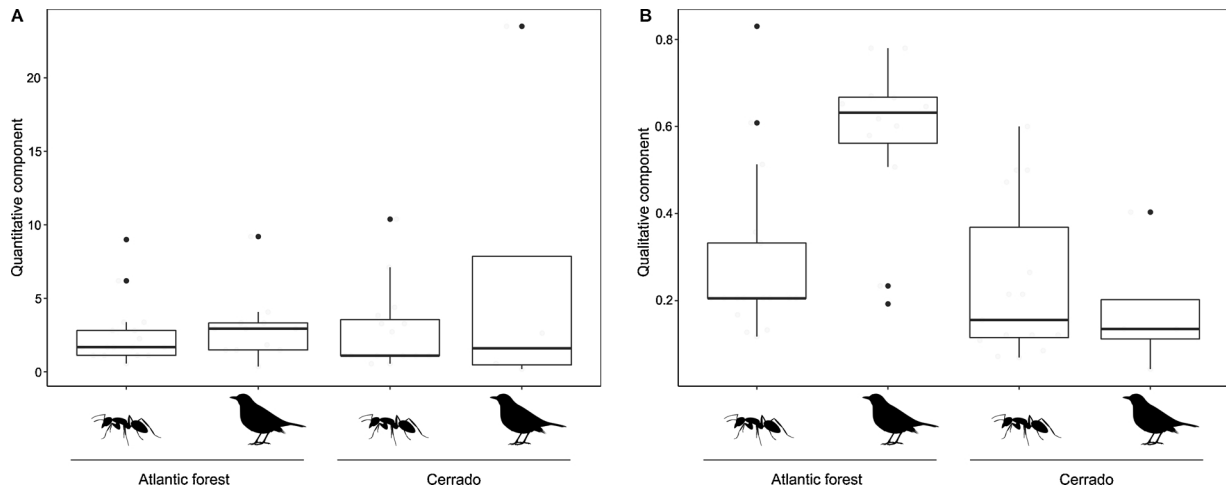 A
B
Quantitative component
20
15
10
5
0
Atlantic forest
Cerrado
Qualitative component
0.8
0.6
0.4
0.2
Atlantic forest
Cerrado